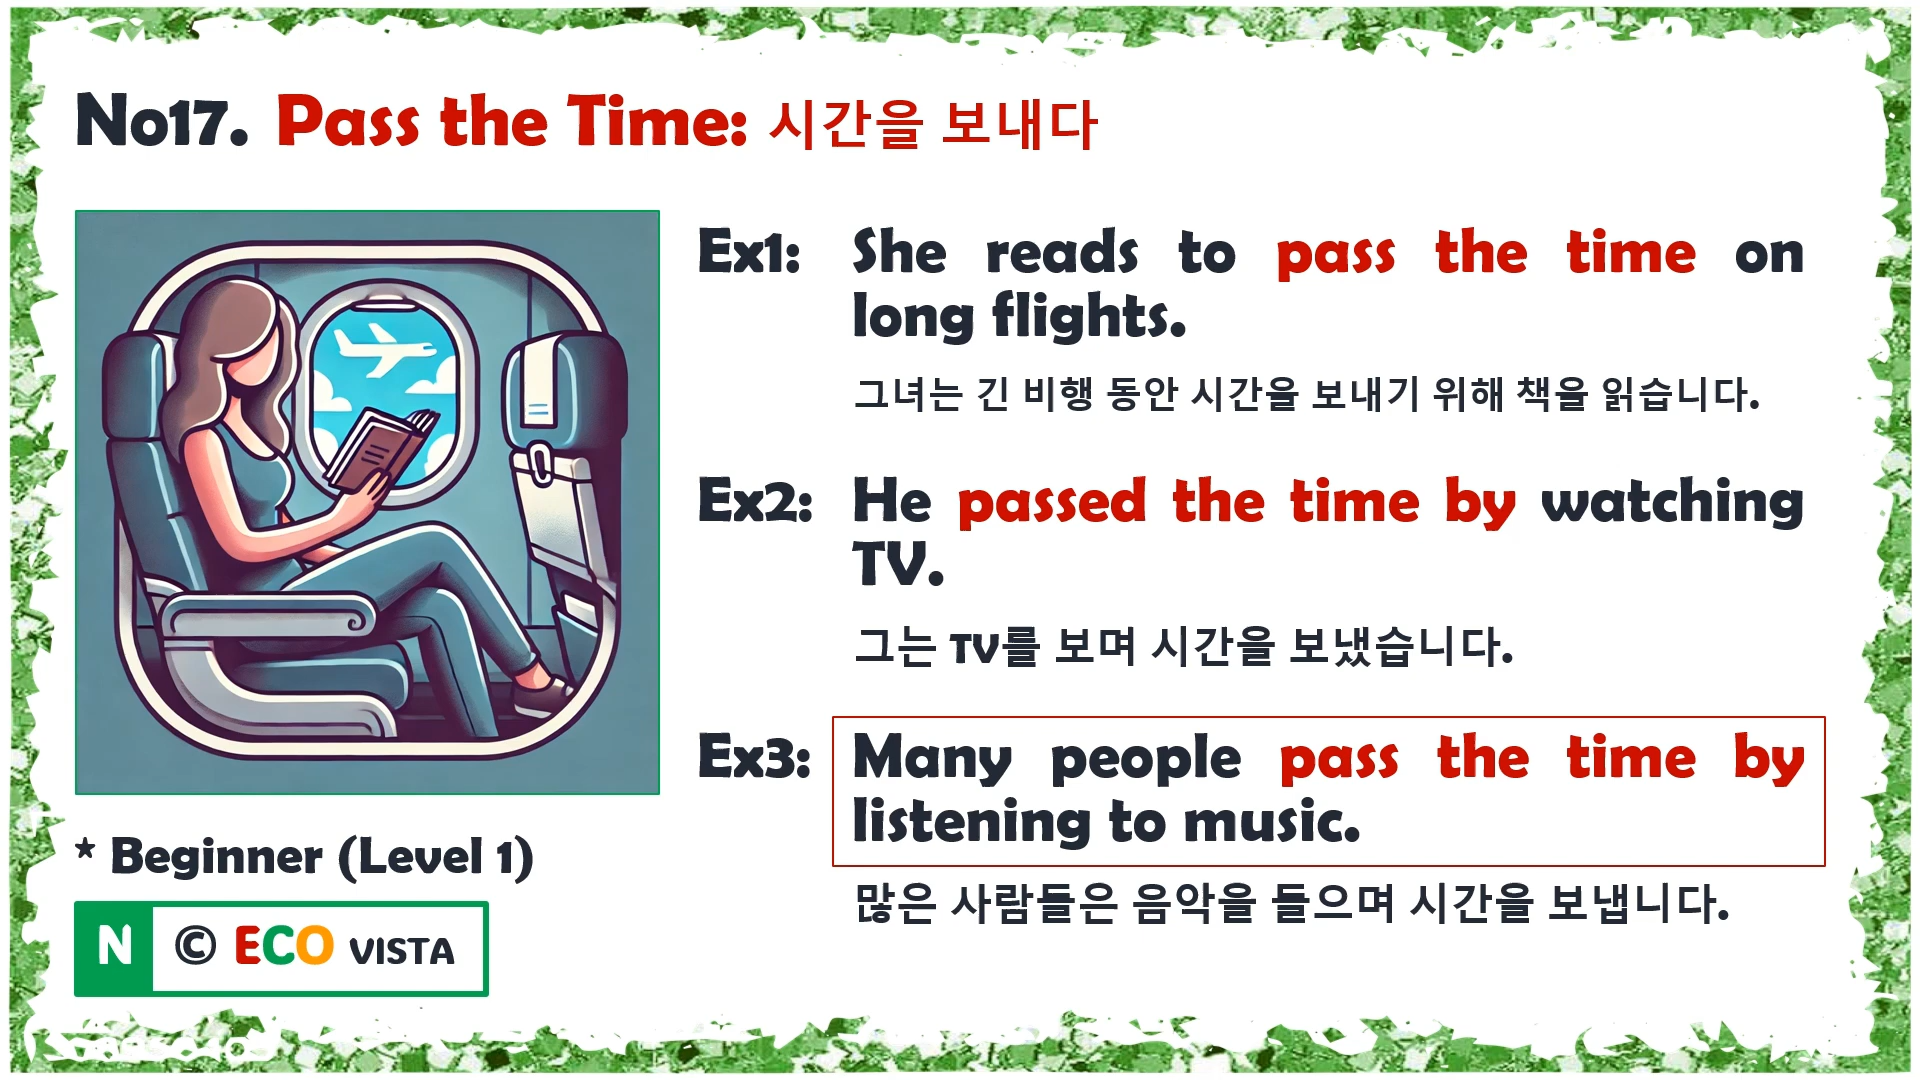 No17. Pass the Time: 시간을 보내다
Ex1: She reads to pass the time on
long flights.
그녀는 긴 비행 동안 시간을 보내기 위해 책을 읽습니다.
Ex2: He passed the time by watching
TV.
그는 TV를 보며 시간을 보냈습니다.
Ex3: Many people pass the time by
listening to music.
많은 사람들은 음악을 들으며 시간을 보냅니다.
* Beginner (Level 1)
N © ECO VISTA